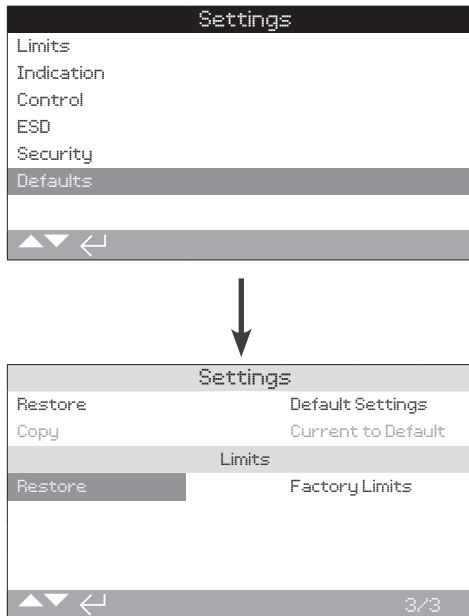 Settings
Limits
Indication
Control
ESD
Security
Defaults
Settings
Restore Default Settings
Copy Current to Default
Limits
Restore Factory Limits
3/3